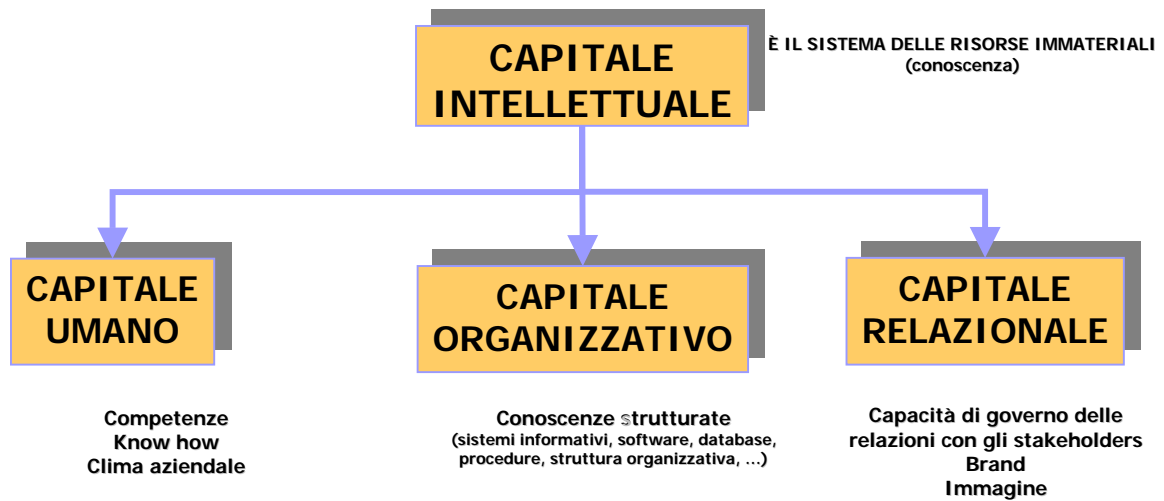 CAPITALE
INTELLETTUALE
È IL SISTEMA DELLE RISORSE IMMATERIALI
(conoscenza)
CAPITALE
UMANO
CAPITALE
ORGANIZZATIVO
CAPITALE
RELAZIONALE
Competenze
Know how
Clima aziendale
Conoscenze strutturate
(sistemi informativi, software, database,
procedure, struttura organizzativa, ...)
Capacità di governo delle
relazioni con gli stakeholders
Brand
Immagine